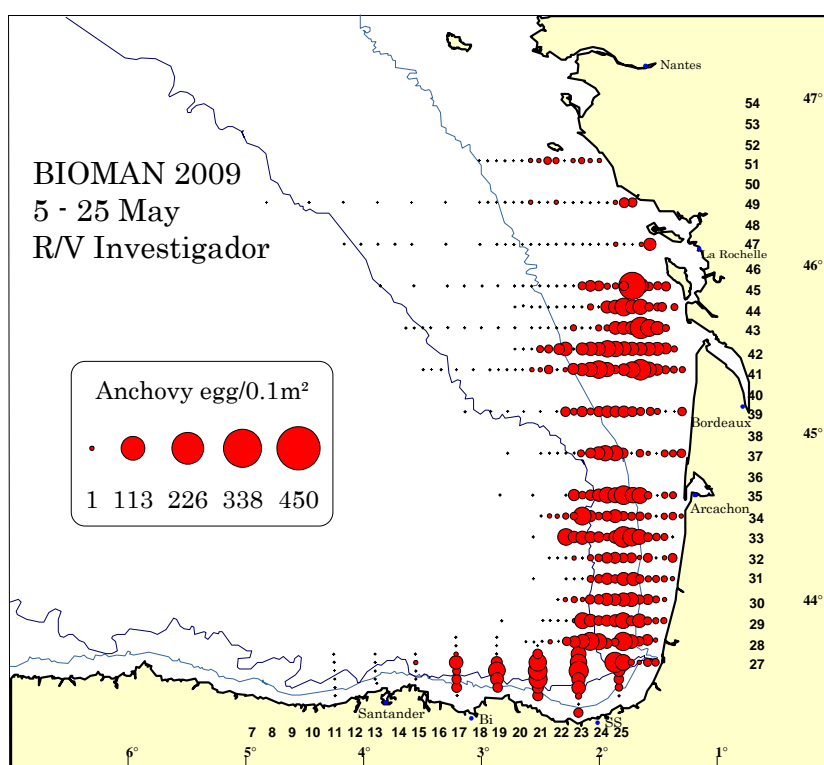 Nantes
47°
54
53
52
51
50
49
48
47
46
45
44
43
42
41
40
39
38
37
36
35
34
33
32
31
30
29
28
27
BIOMAN 2009
5 - 25 May
R/V Investigador
La Rochelle
46°
Anchovy egg/0.1m²
1 113 226 338 450
Bordeaux
45°
Arcachon
44°
Santander
Bi
SS
7 8 9 10 11 12 13 14 15 16 17 18 19 20 21 22 23 24 25
6° 5° 4° 3° 2° 1°